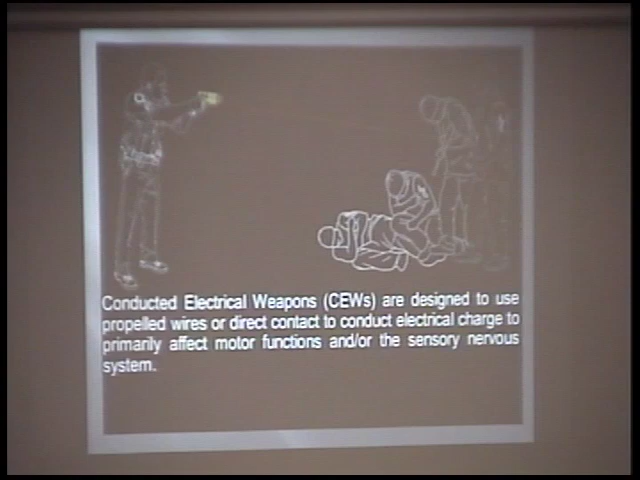 Conducted Electrical Weapons (CEWs) are designed to use
propelled wires or direct contact to conduct electrical charge to
primarily affect motor functions and/or the sensory nervous
system.